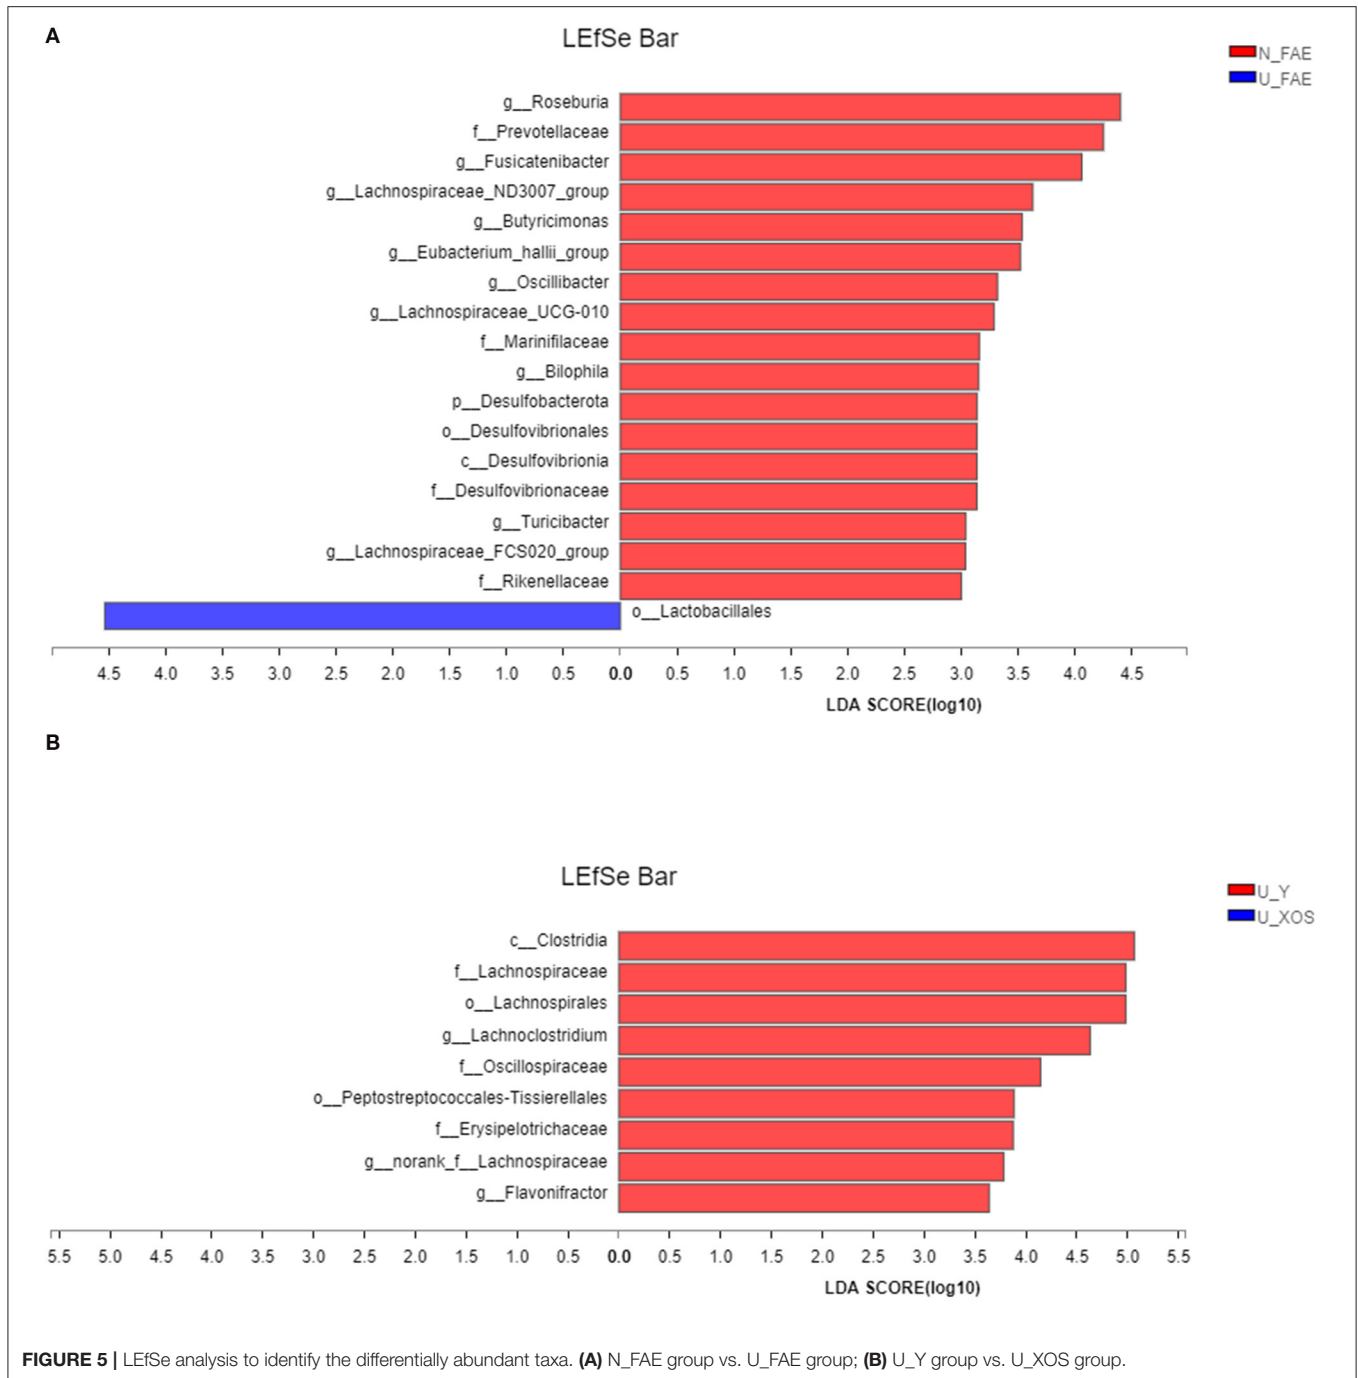 A
LEfSe Bar
N_FAE
U_FAE
g__Roseburia
f__Prevotellaceae
g__Fusicatenibacter
g__Lachnospiraceae_ND3007_group
g__Butyricimonas
g__Eubacterium_hallii_group
g__Oscillibacter
g__Lachnospiraceae_UCG-010
f__Marinifilaceae
g__Bilophila
p__Desulfobacterota
o__Desulfovibrionales
c__Desulfovibrionia
f__Desulfovibrionaceae
g__Turicibacter
g__Lachnospiraceae_FCS020_group
f__Rikenellaceae
o__Lactobacillales
4.5 4.0 3.5 3.0 2.5 2.0 1.5 1.0 0.5 0.0 0.5 1.0 1.5 2.0 2.5 3.0 3.5 4.0 4.5
LDA SCORE(log10)
B
LEfSe Bar
U_Y
U_XOS
c__Clostridia
f__Lachnospiraceae
o__Lachnospirales
g__Lachnoclostridium
f__Oscillospiraceae
o__Peptostreptococcales-Tissierellales
f__Erysipelotrichaceae
g__norank_f__Lachnospiraceae
g__Flavonifractor
5.5 5.0 4.5 4.0 3.5 3.0 2.5 2.0 1.5 1.0 0.5 0.0 0.5 1.0 1.5 2.0 2.5 3.0 3.5 4.0 4.5 5.0 5.5
LDA SCORE(log10)
FIGURE 5 | LEfSe analysis to identify the differentially abundant taxa. (A) N_FAE group vs. U_FAE group; (B) U_Y group vs. U_XOS group.